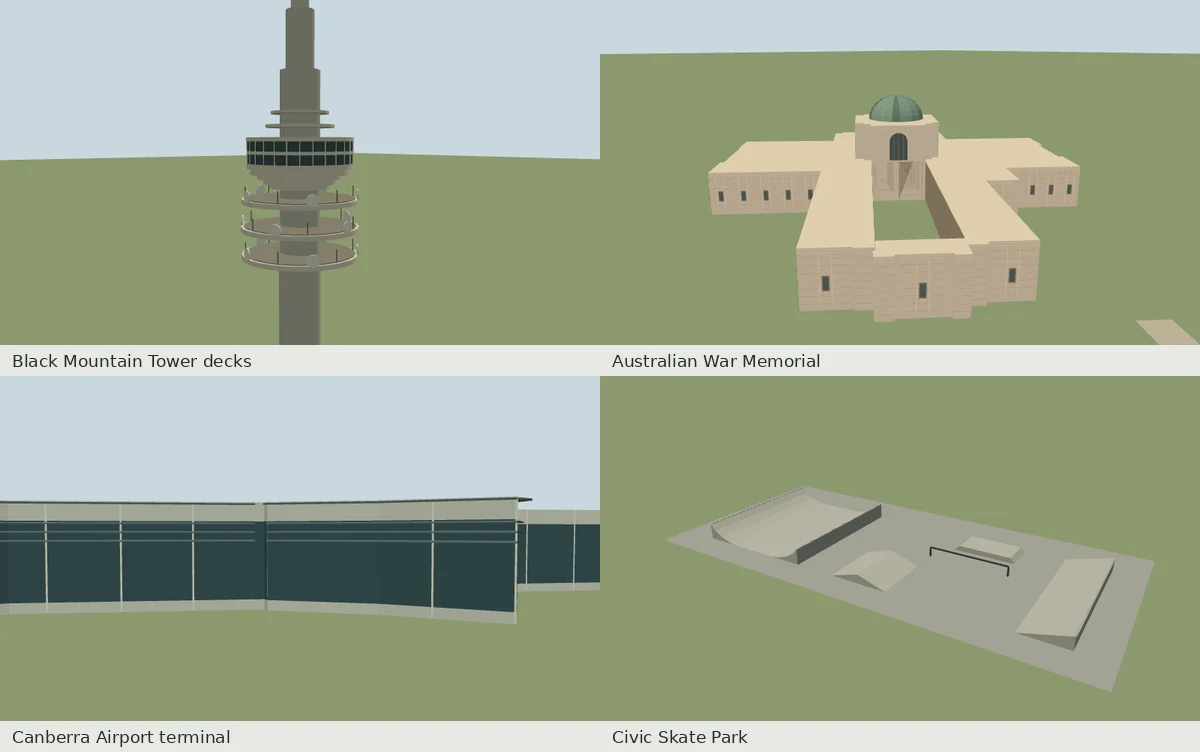 Black Mountain Tower decks
Australian War Memorial
Canberra Airport terminal
Civic Skate Park